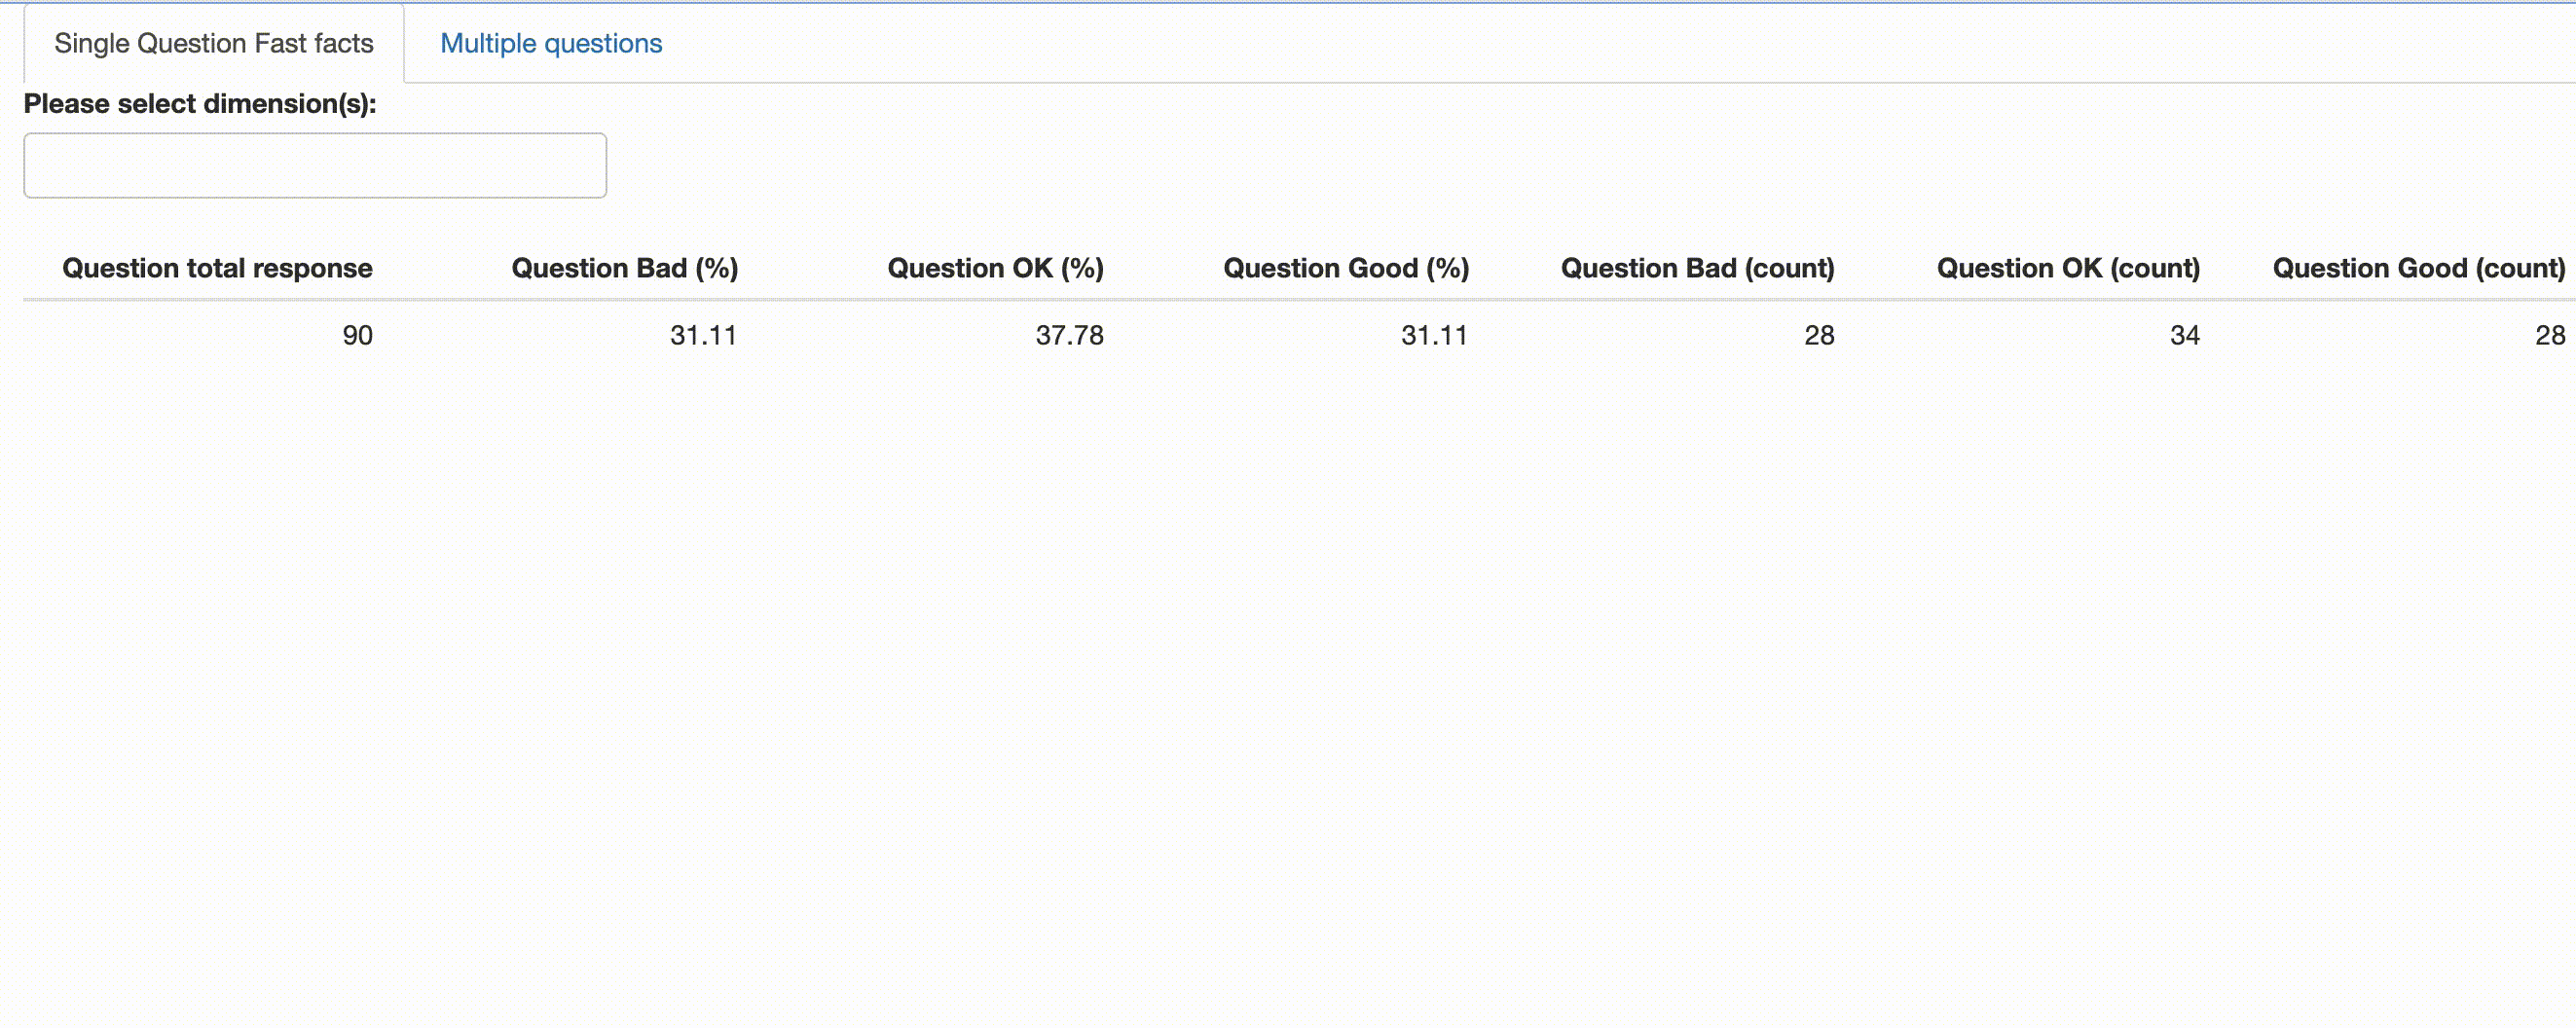 Single Question Fast facts Multiple questions
Please select dimension(s):
Question total response Question Bad (%) Question OK (%) Question Good (%) Question Bad (count) Question OK (count) Question Good (count)
90 31.11 37.78 31.11 28 34 28